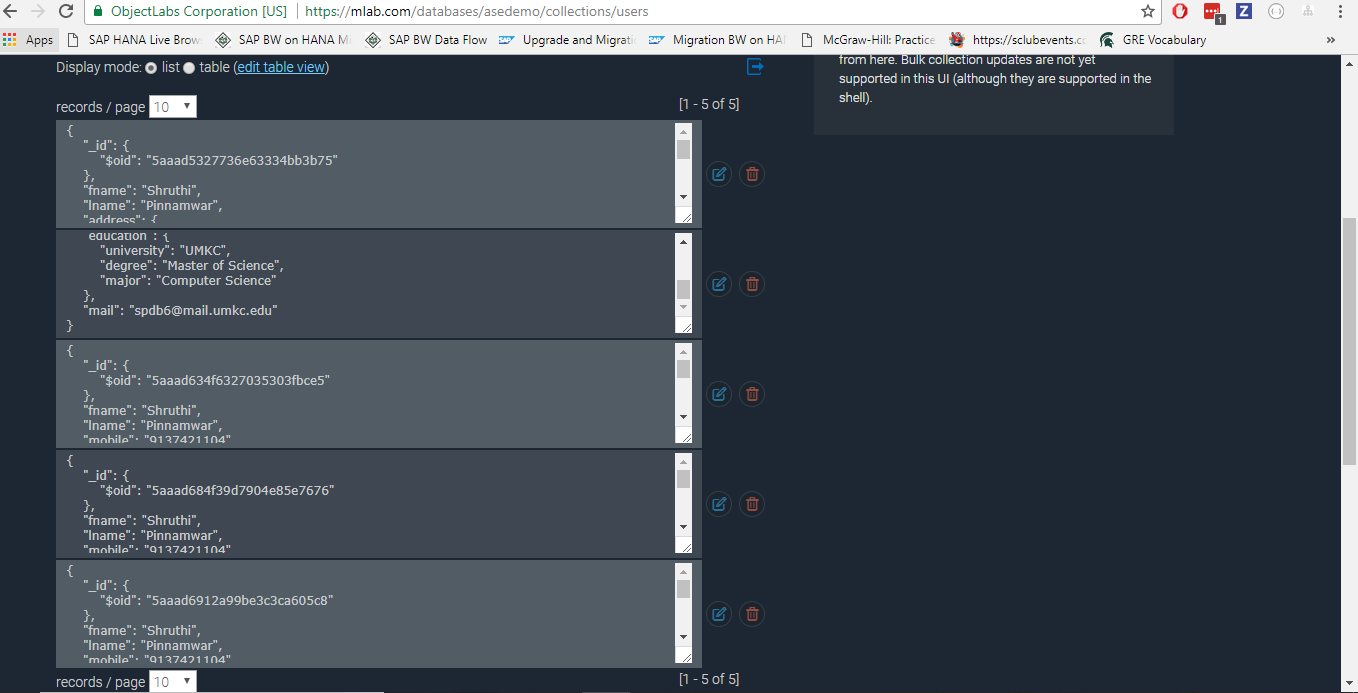 ObjectLabs Corporation [US] | https://mlab.com/databases/asedemo/collections/users
1
Apps SAP HANA Live Brow SAP BW on HANA Mi SAP BW Data Flow Upgrade and Migrati Migration BW on HAN McGraw-Hill: Practice https://sclubevents.cc GRE Vocabulary »
Display mode: list table (edit table view)
from here. Bulk collection updates are not yet
supported in this UI (although they are supported in the
shell).
records / page 10 [1 - 5 of 5]
{
"_id": {
"$oid": "5aaad5327736e63334bb3b75"
},
"fname": "Shruthi",
"lname": "Pinnamwar",
"address": {
education : {
"university": "UMKC",
"degree": "Master of Science",
"major": "Computer Science"
},
"mail": "spdb6@mail.umkc.edu"
}
{
"_id": {
"$oid": "5aaad634f6327035303fbce5"
},
"fname": "Shruthi",
"lname": "Pinnamwar",
"mobile": "9137421104"
{
"_id": {
"$oid": "5aaad684f39d7904e85e7676"
},
"fname": "Shruthi",
"lname": "Pinnamwar",
"mobile": "9137421104"
{
"_id": {
"$oid": "5aaad6912a99be3c3ca605c8"
},
"fname": "Shruthi",
"lname": "Pinnamwar",
"mobile": "9137421104"
records / page 10 [1 - 5 of 5]